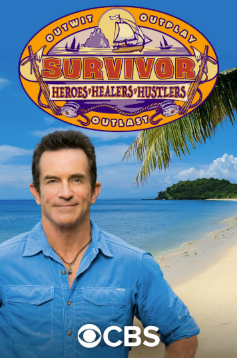 OUTWIT OUTPLAY
SURVIVOR
HEROES v HEALERS v HUSTLERS
OUTLAST
CBS